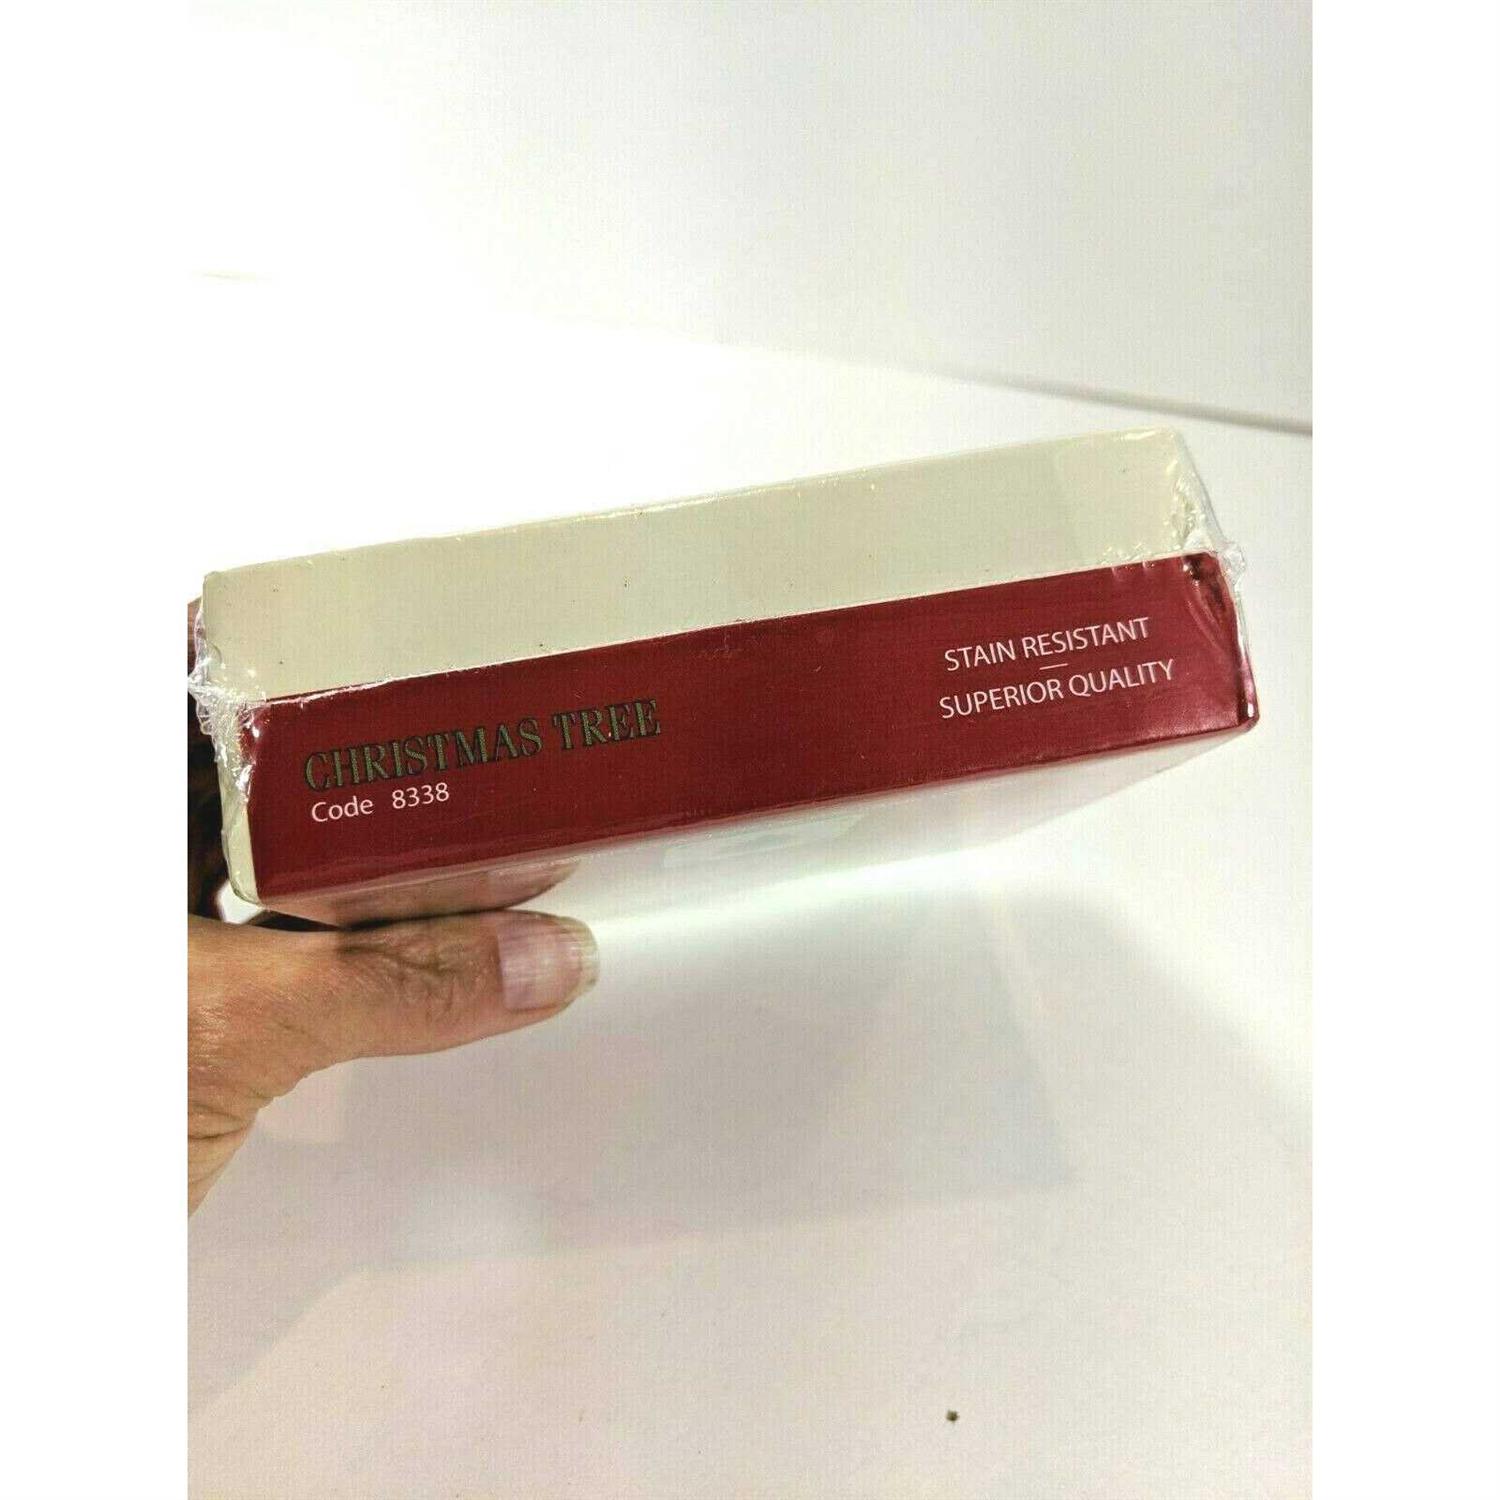 CHRISTMAS TREE
Code 8338
STAIN RESISTANT
SUPERIOR QUALITY